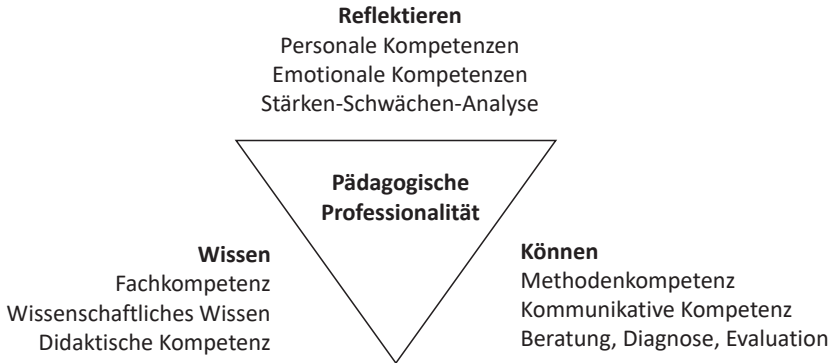 Reflektieren
Personale Kompetenzen
Emotionale Kompetenzen
Stärken-Schwächen-Analyse
Pädagogische
Professionalität
Wissen
Fachkompetenz
Wissenschaftliches Wissen
Didaktische Kompetenz
Können
Methodenkompetenz
Kommunikative Kompetenz
Beratung, Diagnose, Evaluation